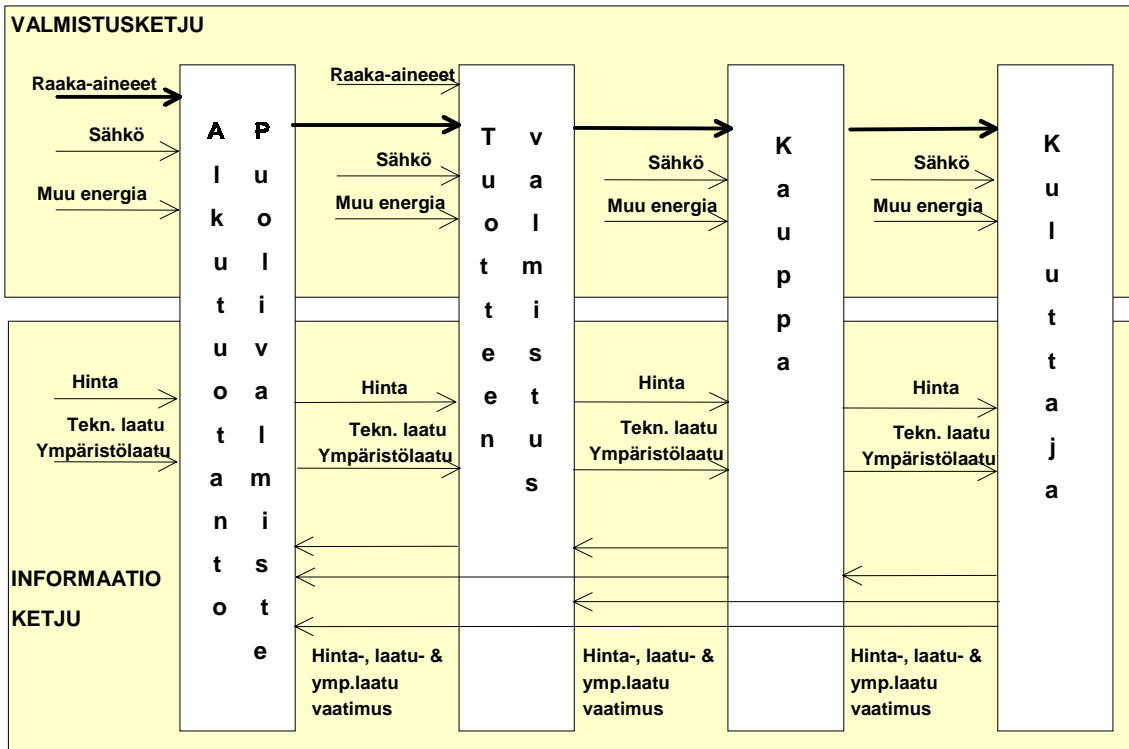 VALMISTUSKETJU
Raaka-aineeet
Sähkö
Muu energia
Alkutuotanto
Puolivalmiste
Raaka-aineeet
Sähkö
Muu energia
Tuotteen
valmistus
Sähkö
Muu energia
Kauppa
Sähkö
Muu energia
Kuluttaja
Hinta
Tekn. laatu
Ympäristölaatu
Hinta
Tekn. laatu
Ympäristölaatu
Hinta
Tekn. laatu
Ympäristölaatu
Hinta
Tekn. laatu
Ympäristölaatu
INFORMAATIO
KETJU
Hinta-, laatu- &
ymp.laatu
vaatimus
Hinta-, laatu- &
ymp.laatu
vaatimus
Hinta-, laatu- &
ymp.laatu
vaatimus